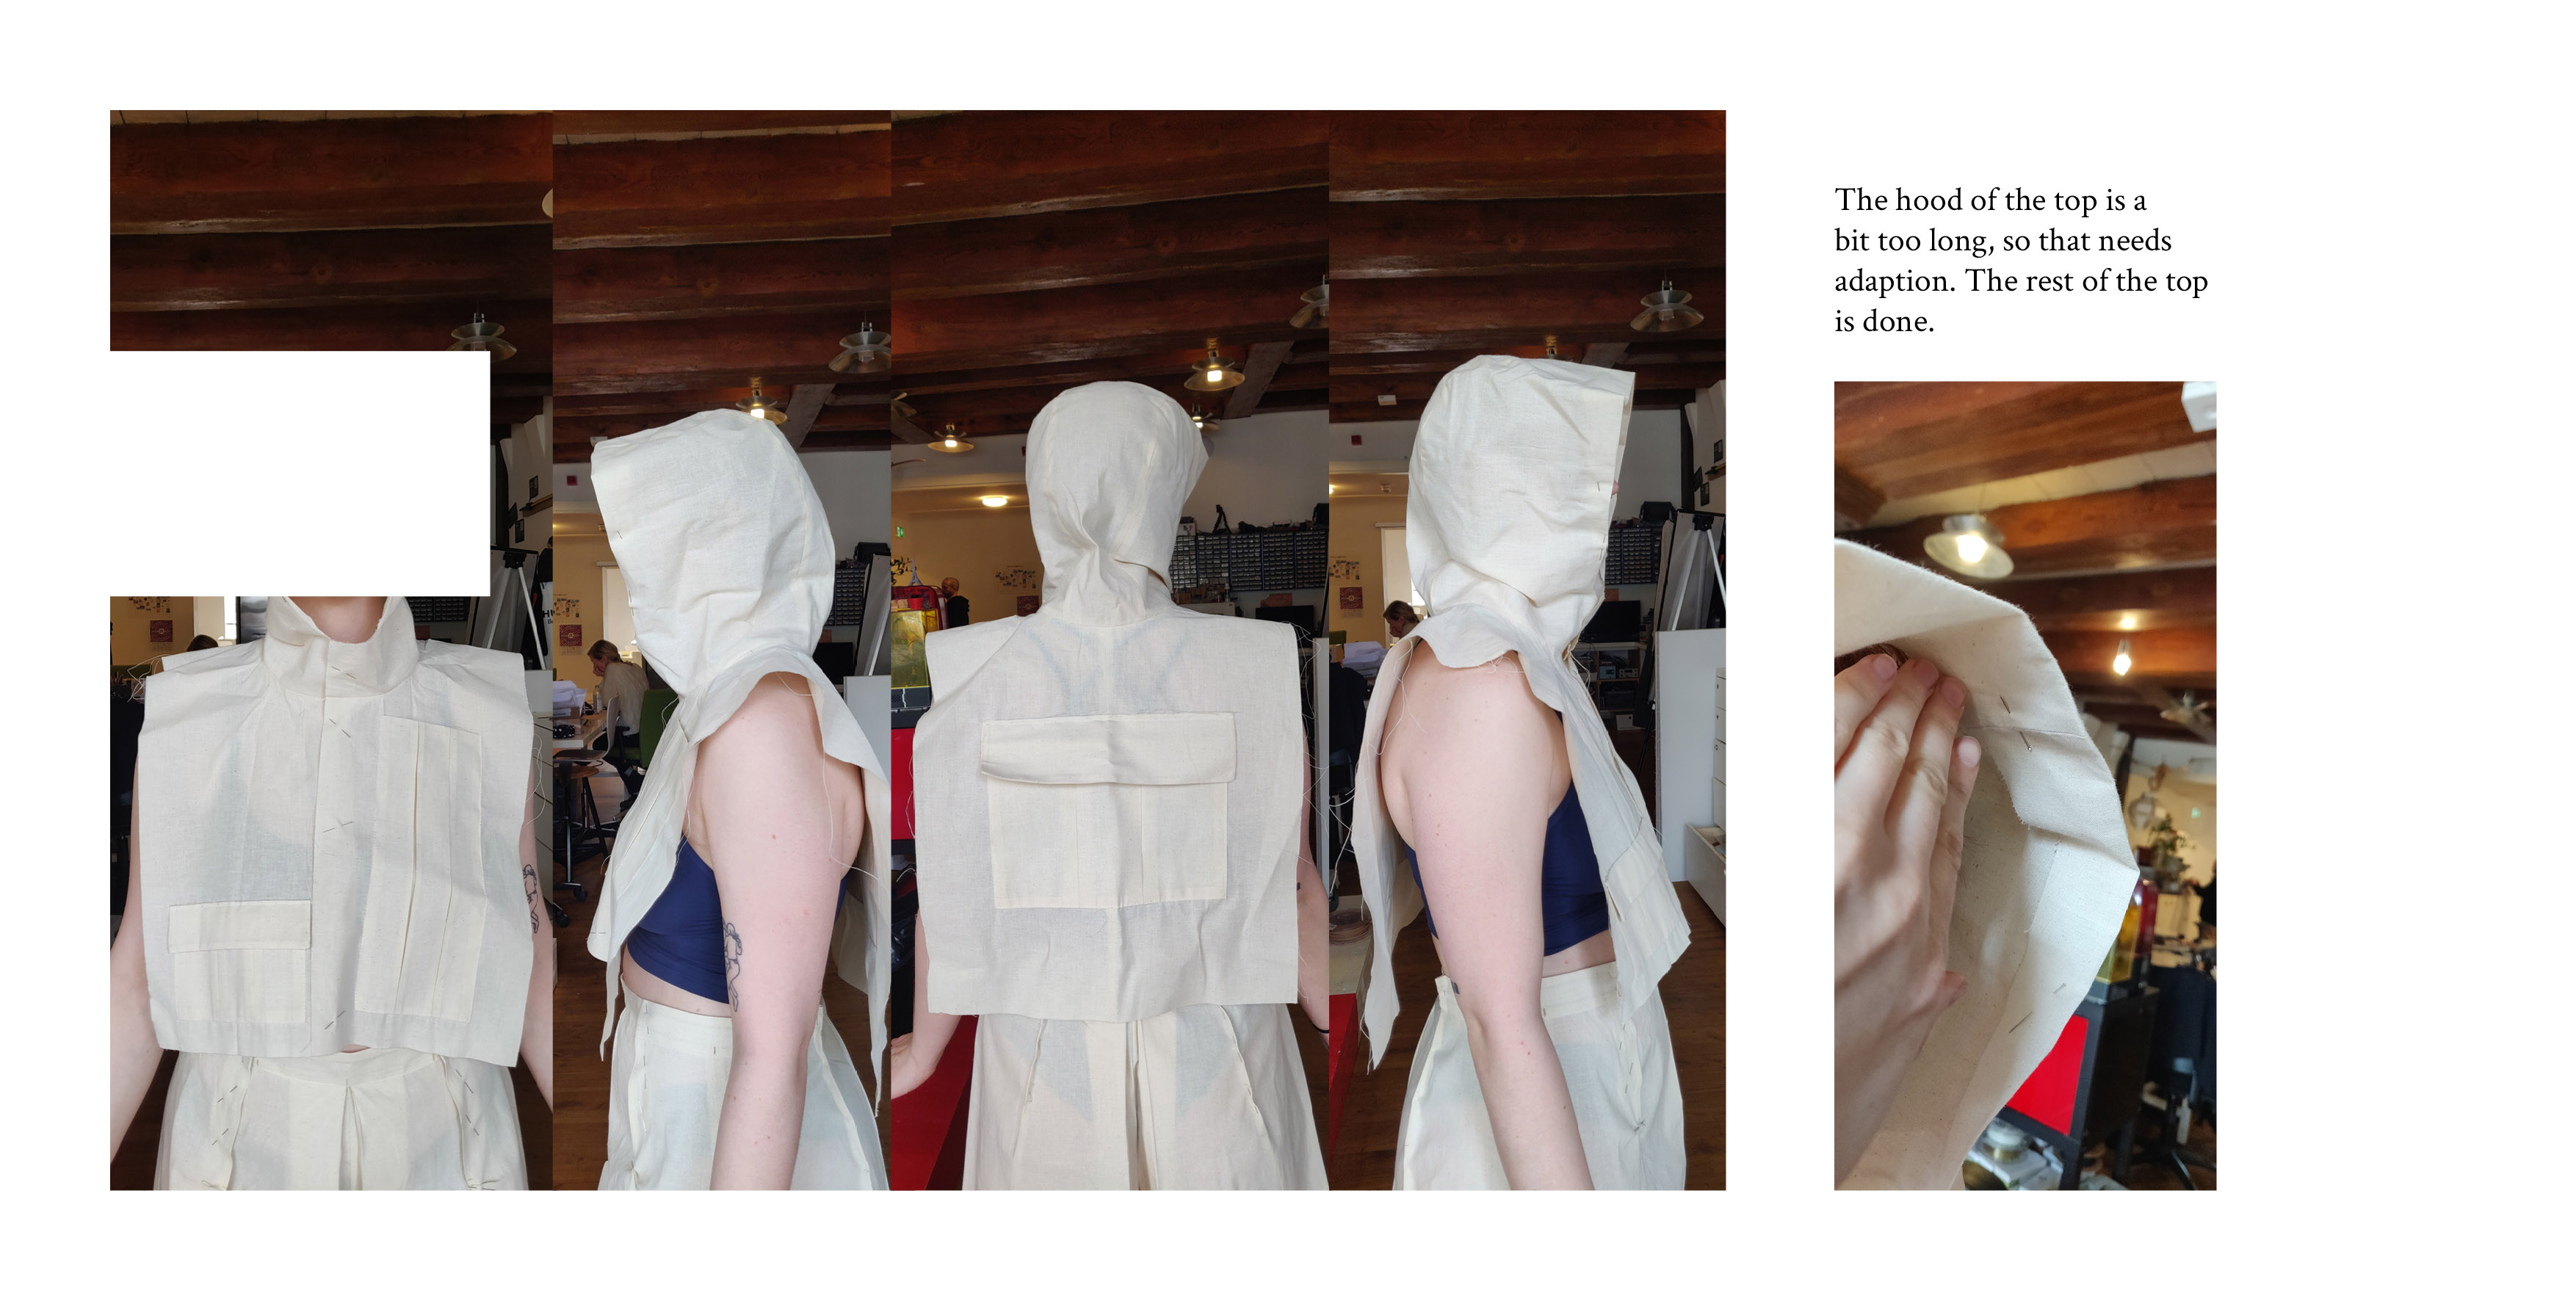 The hood of the top is a
bit too long, so that needs
adaption. The rest of the top
is done.